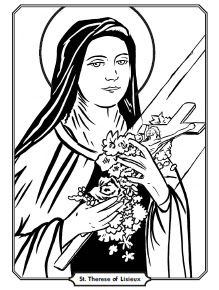 St. Therese of Lisieux